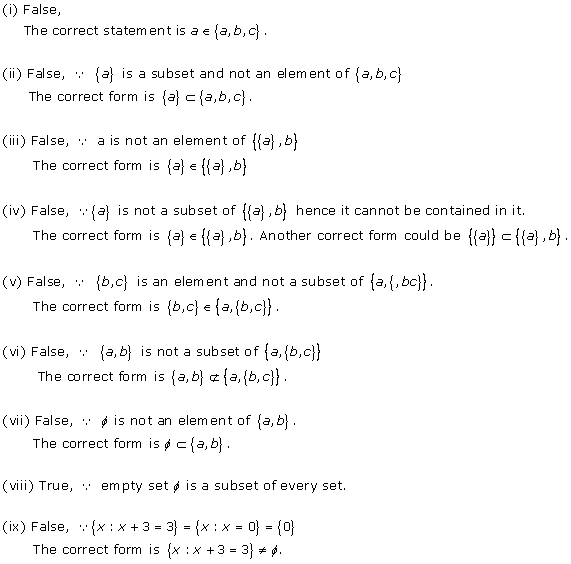 (i) False,
The correct statement is a ∊ {a, b, c} .
(ii) False, ∵ {a} is a subset and not an element of {a, b, c}
The correct form is {a} ⊂ {a, b, c} .
(iii) False, ∵ a is not an element of {{a} , b}
The correct form is {a} ∊ {{a} , b}
(iv) False, ∵ {a} is not a subset of {{a} , b} hence it cannot be contained in it.
The correct form is {a} ∊ {{a} , b} . Another correct form could be {{a}} ⊂ {{a} , b} .
(v) False, ∵ {b,c} is an element and not a subset of {a, {, bc}} .
The correct form is {b,c} ∊ {a, {b,c}} .
(vi) False, ∵ {a, b} is not a subset of {a, {b,c}}
The correct form is {a, b} ⊄ {a, {b,c}} .
(vii) False, ∵ ϕ is not an element of {a, b} .
The correct form is ϕ ⊂ {a, b} .
(viii) True, ∵ empty set ϕ is a subset of every set.
(ix) False, ∵ {x : x + 3 = 3} = {x : x = 0} = {0}
The correct form is {x : x + 3 = 3} ≠ ϕ.